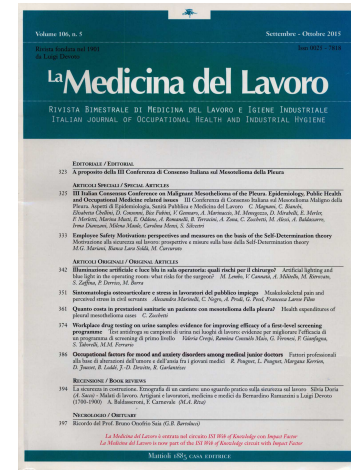 Volume 106, n. 5
Settembre - Ottobre 2015
Rivista fondata nel 1901
da Luigi Devoto
Issn 0025 - 7818
La Medicina del Lavoro
RIVISTA BIMESTRALE DI MEDICINA DEL LAVORO E IGIENE INDUSTRIALE
ITALIAN JOURNAL OF OCCUPATIONAL HEALTH AND INDUSTRIAL HYGIENE
EDITORIALE / EDITORIAL
323 A proposito della III Conferenza di Consenso Italiana sul Mesotelioma della Pleura
ARTICOLI SPECIALI / SPECIAL ARTICLES
325 III Italian Consensus Conference on Malignant Mesothelioma of the Pleura. Epidemiology, Public Health
and Occupational Medicine related issues III Conferenza di Consenso Italiana sul Mesotelioma Maligno della
Pleura. Aspetti di Epidemiologia, Sanità Pubblica e Medicina del Lavoro C. Magnani, C. Bianchi,
Elisabetta Chellini, D. Consonni, Bice Fubini, V. Gennaro, A. Marinaccio, M. Menegozzo, D. Mirabelli, E. Merler,
F. Merletti, Marina Musti, E. Oddone, A. Romanelli, B. Terracini, A. Zona, C. Zocchetti, M. Alessi, A. Baldassarre,
Irma Dianzani, Milena Maule, Carolina Mensi, S. Silvestri
333 Employee Safety Motivation: perspectives and measures on the basis of the Self-Determination theory
Motivazione alla sicurezza sul lavoro: prospettive e misure sulla base della Self-Determination theory
M.G. Mariani, Bianca Lara Soldà, M. Curcuruto
ARTICOLI ORIGINALI / ORIGINAL ARTICLES
342 Illuminazione artificiale e luce blu in sala operatoria: quali rischi per il chirurgo? Artificial lighting and
blue light in the operating room: what risks for the surgeon? M. Lombo, V. Cannatà, A. Militello, M. Ritrovato,
S. Zaffina, P. Derrico, M. Borra
351 Sintomatologia osteoarticolare e stress in lavoratori del pubblico impiego Muskuloskeletal pain and
perceived stress in civil servants Alessandra Marinelli, C. Negro, A. Prodi, G. Pesel, Francesca Larese Filon
361 Quanto costa in prestazioni sanitarie un paziente con mesotelioma della pleura? Health expenditures of
pleural mesothelioma cases C. Zocchetti
374 Workplace drug testing on urine samples: evidence for improving efficacy of a first-level screening
programme Test antidroga su campioni di urina nei luoghi di lavoro: evidenze per migliorare l'efficacia di
un programma di screening di primo livello Valeria Crespi, Ramona Consuelo Maio, G. Firenzai, F. Gianfagna,
S. Taborelli, M.M. Ferrario
386 Occupational factors for mood and anxiety disorders among medical junior doctors Fattori professionali
alla base di alterazioni dell'umore e dell'ansia fra i giovani medici R. Pougnet, L. Pougnet,
D. Jousset, B. Loddé, J.-D. Dewitte, R. Garlantézec
RECENSIONI / BOOK REVIEWS
394 La sicurezza in costruzione. Etnografia di un cantiere: uno sguardo pratico sulla sicurezza sul lavoro Silvia Doria
(A. Sacco) - Malati di lavoro. Artigiani e lavoratori, medicina e medici da Bernardino Ramazzini a Luigi Devoto
(1700-1900) A. Baldasseroni, F. Carnevale (M.A. Riva)
NECROLOGIO / OBITUARY
397 Ricordo del Prof. Bruno Onofrio Saia (G.B. Bartolucci)
La Medicina del Lavoro è entrata nel circuito ISI Web of Knowledge con Impact Factor
La Medicina del Lavoro is now part of the ISI Web of Knowledge circuit with Impact Factor
Mattioli 1885 CASA EDITRICE